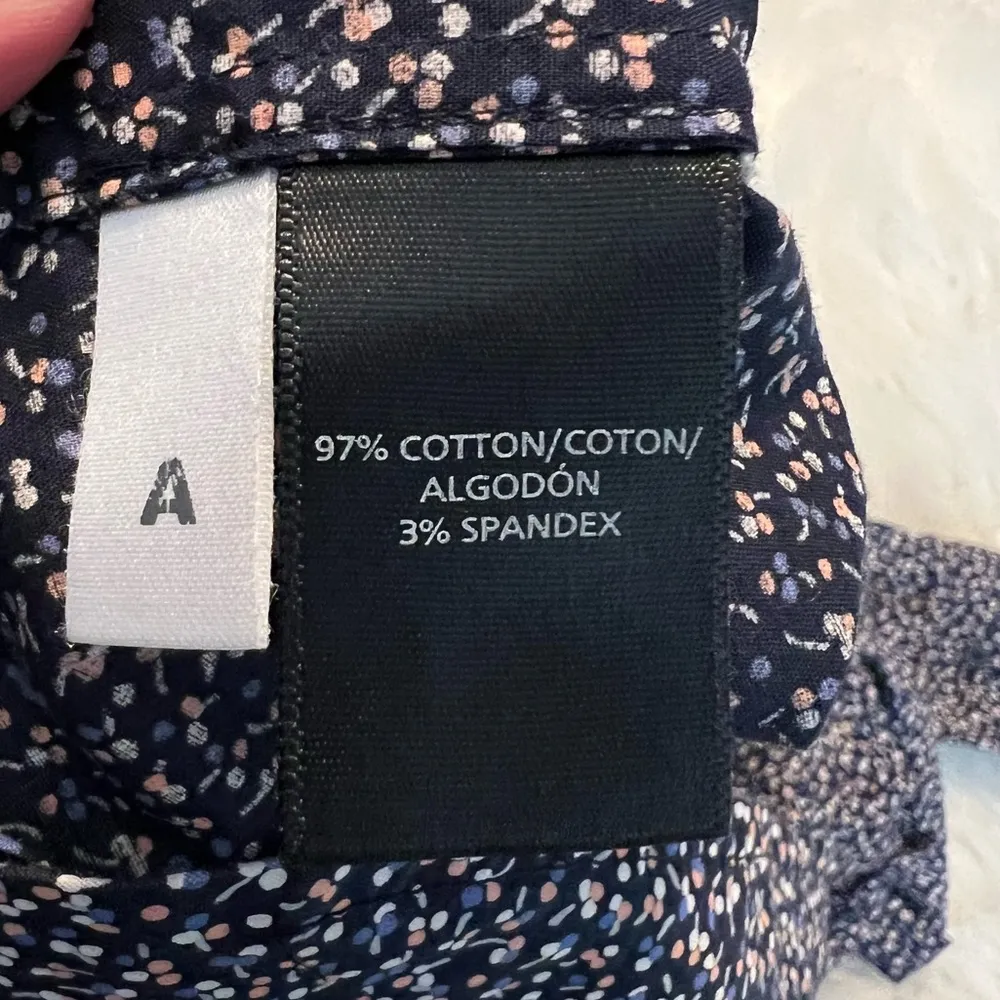 A
97% COTTON/COTON/
ALGODÓN
3% SPANDEX